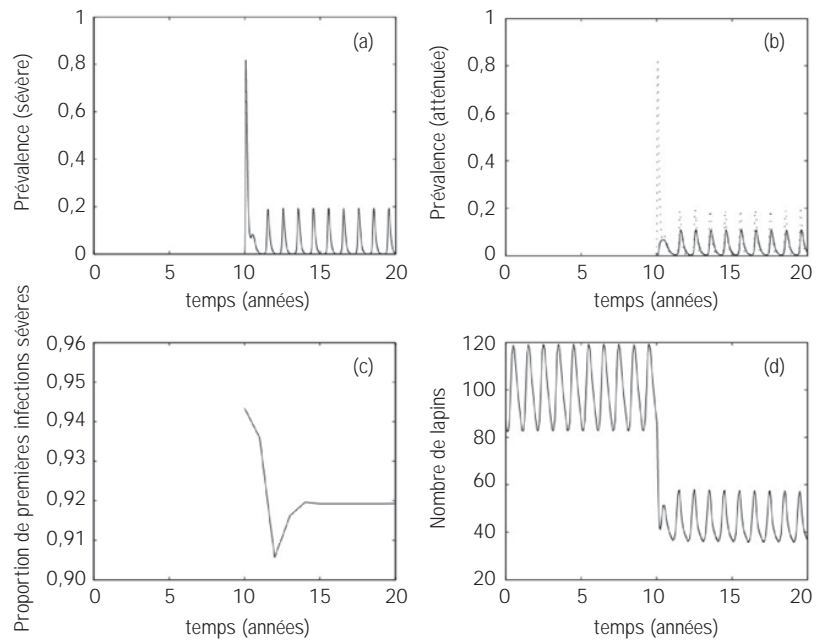 (a)
Prévalence (sévère)
1
0,8
0,6
0,4
0,2
0
0 5 10 15 20
temps (années)
(b)
Prévalence (atténuée)
1
0,8
0,6
0,4
0,2
0
0 5 10 15 20
temps (années)
(c)
Proportion de premières infections sévères
0,96
0,95
0,94
0,93
0,92
0,91
0,90
0 5 10 15 20
temps (années)
(d)
Nombre de lapins
120
100
80
60
40
20
0 5 10 15 20
temps (années)